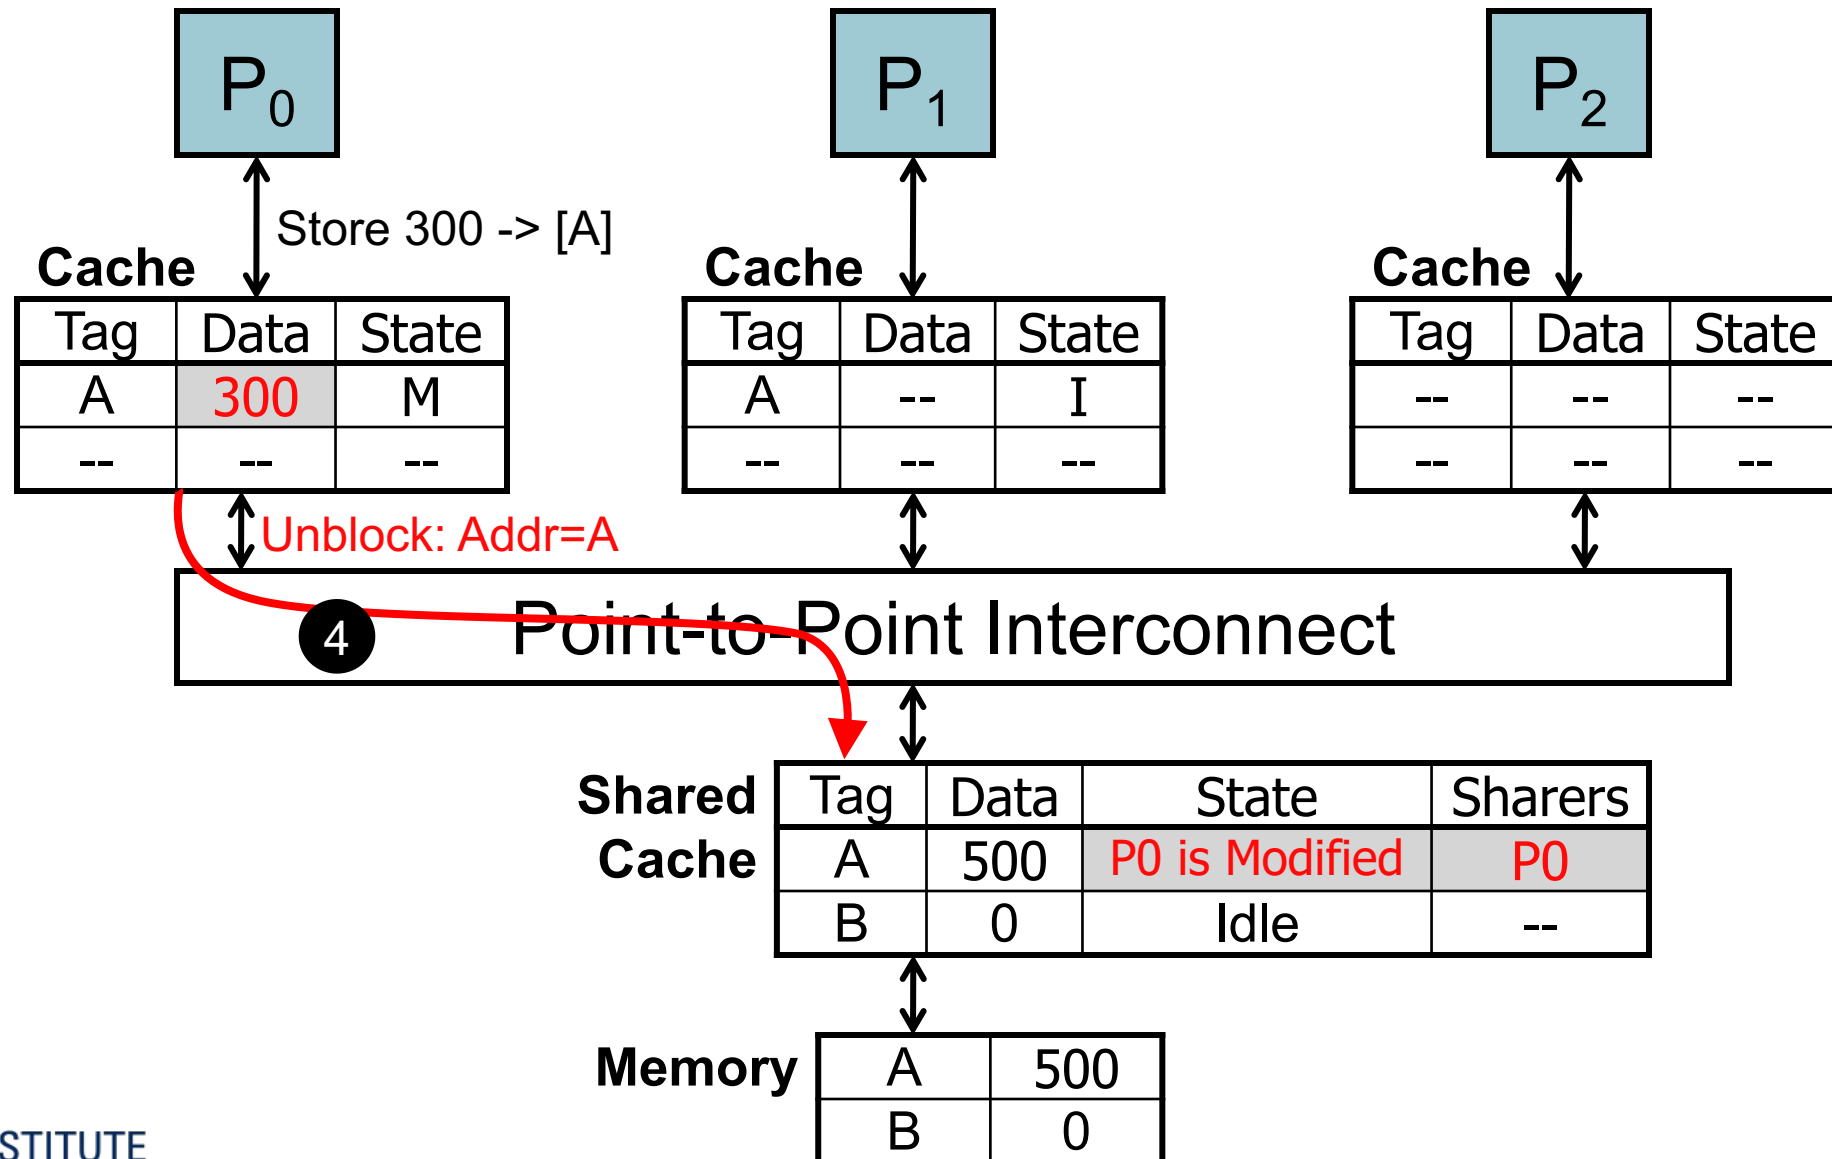 P0 P1 P2
Store 300 -> [A]
Cache Cache Cache
Tag Data State Tag Data State Tag Data State
A 300 M A -- I -- -- --
-- -- -- -- -- -- -- -- --
Unblock: Addr=A
4 Point-to-Point Interconnect
Shared Tag Data State Sharers
Cache A 500 P0 is Modified P0
B 0 Idle --
Memory A 500
B 0
STITUTE